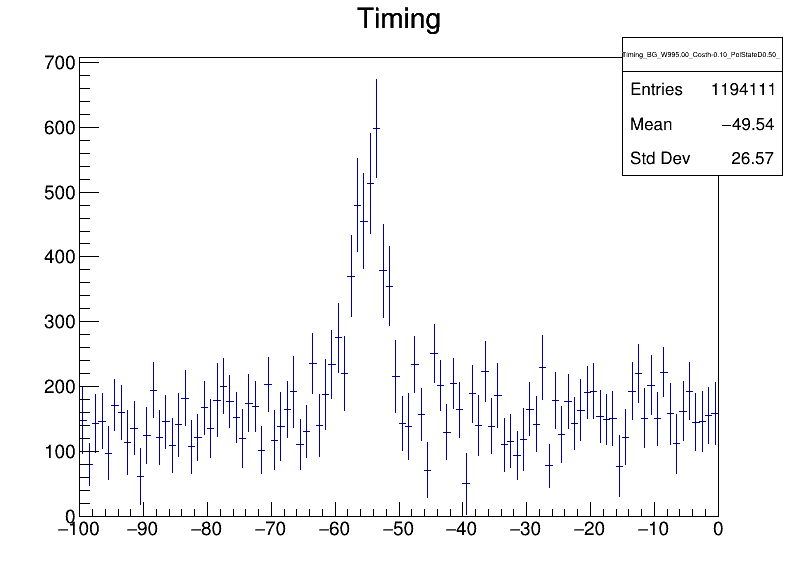 Timing
Timing_BG_W995.00_Costh-0.10_PolStateD0.50_
Entries 1194111
Mean −49.54
Std Dev 26.57
700
600
500
400
300
200
100
0
−100 −90 −80 −70 −60 −50 −40 −30 −20 −10 0